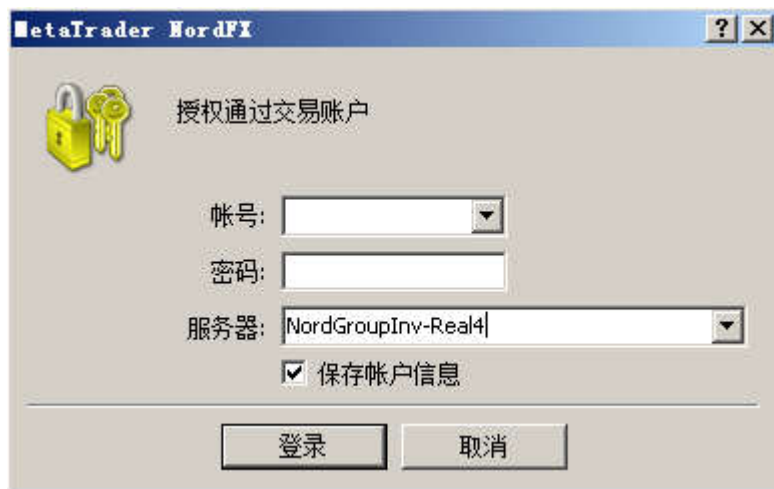 MetaTrader NordFX
授权通过交易账户
帐号:
密码:
服务器: NordGroupInv-Real4
保存帐户信息
登录 取消